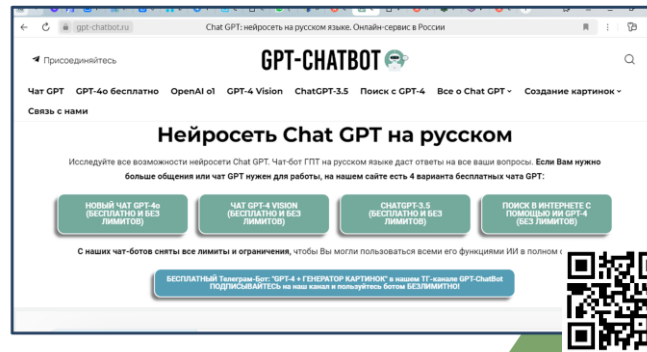 gpt-chatbot.ru
Chat GPT: нейросеть на русском языке. Онлайн-сервис в России
Присоединяйтесь
GPT-CHATBOT
Чат GPT GPT-4o бесплатно OpenAI o1 GPT-4 Vision ChatGPT-3.5 Поиск с GPT-4 Все о Chat GPT Создание картинок
Связь с нами
Нейросеть Chat GPT на русском
Исследуйте все возможности нейросети Chat GPT. Чат-бот ГПТ на русском языке даст ответы на все ваши вопросы. Если Вам нужно
больше общения или чат GPT нужен для работы, на нашем сайте есть 4 варианта бесплатных чата GPT:
НОВЫЙ ЧАТ GPT-4o
(БЕСПЛАТНО И БЕЗ
ЛИМИТОВ)
ЧАТ GPT-4 VISION
(БЕСПЛАТНО И БЕЗ
ЛИМИТОВ)
CHATGPT-3.5
(БЕСПЛАТНО И БЕЗ
ЛИМИТОВ)
ПОИСК В ИНТЕРНЕТЕ С
ПОМОЩЬЮ ИИ GPT-4
(БЕЗ ЛИМИТОВ)
С наших чат-ботов сняты все лимиты и ограничения, чтобы Вы могли пользоваться всеми его функциями ИИ в полном
БЕСПЛАТНЫЙ Телеграм-Бот: "GPT-4 + ГЕНЕРАТОР КАРТИНОК" в нашем ТГ-канале GPT-ChatBot
ПОДПИСЫВАЙТЕСЬ на наш канал и пользуйтесь ботом БЕЗЛИМИТНО!